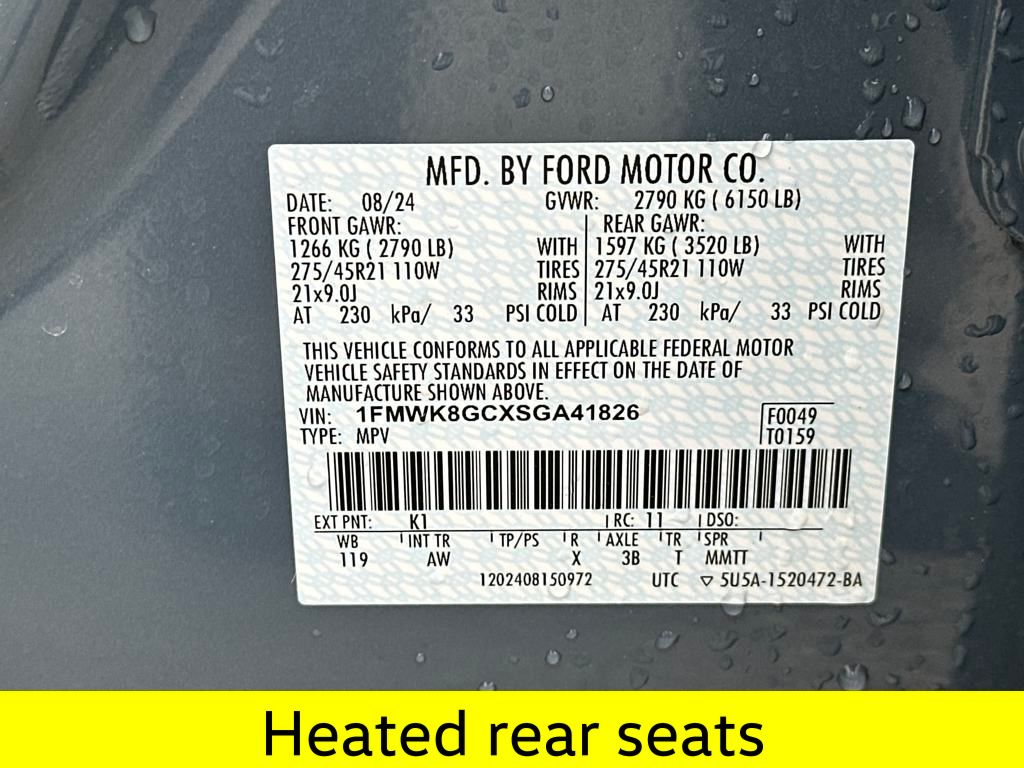 MFD. BY FORD MOTOR CO.
DATE: 08/24 GVWR: 2790 KG ( 6150 LB)
FRONT GAWR: REAR GAWR:
1266 KG ( 2790 LB) WITH 1597 KG ( 3520 LB) WITH
275/45R21 110W TIRES 275/45R21 110W TIRES
21x9.0J RIMS 21x9.0J RIMS
AT 230 kPa/ 33 PSI COLD AT 230 kPa/ 33 PSI COLD
THIS VEHICLE CONFORMS TO ALL APPLICABLE FEDERAL MOTOR
VEHICLE SAFETY STANDARDS IN EFFECT ON THE DATE OF
MANUFACTURE SHOWN ABOVE.
VIN: 1FMWK8GCXSGA41826 F0049
TYPE: MPV T0159
EXT PNT: K1 RC: 11 DSO:
WB INT TR TP/PS R AXLE TR SPR
119 AW X 3B T MMTT
1202408150972 UTC ▽ 5U5A-1520472-BA
Heated rear seats